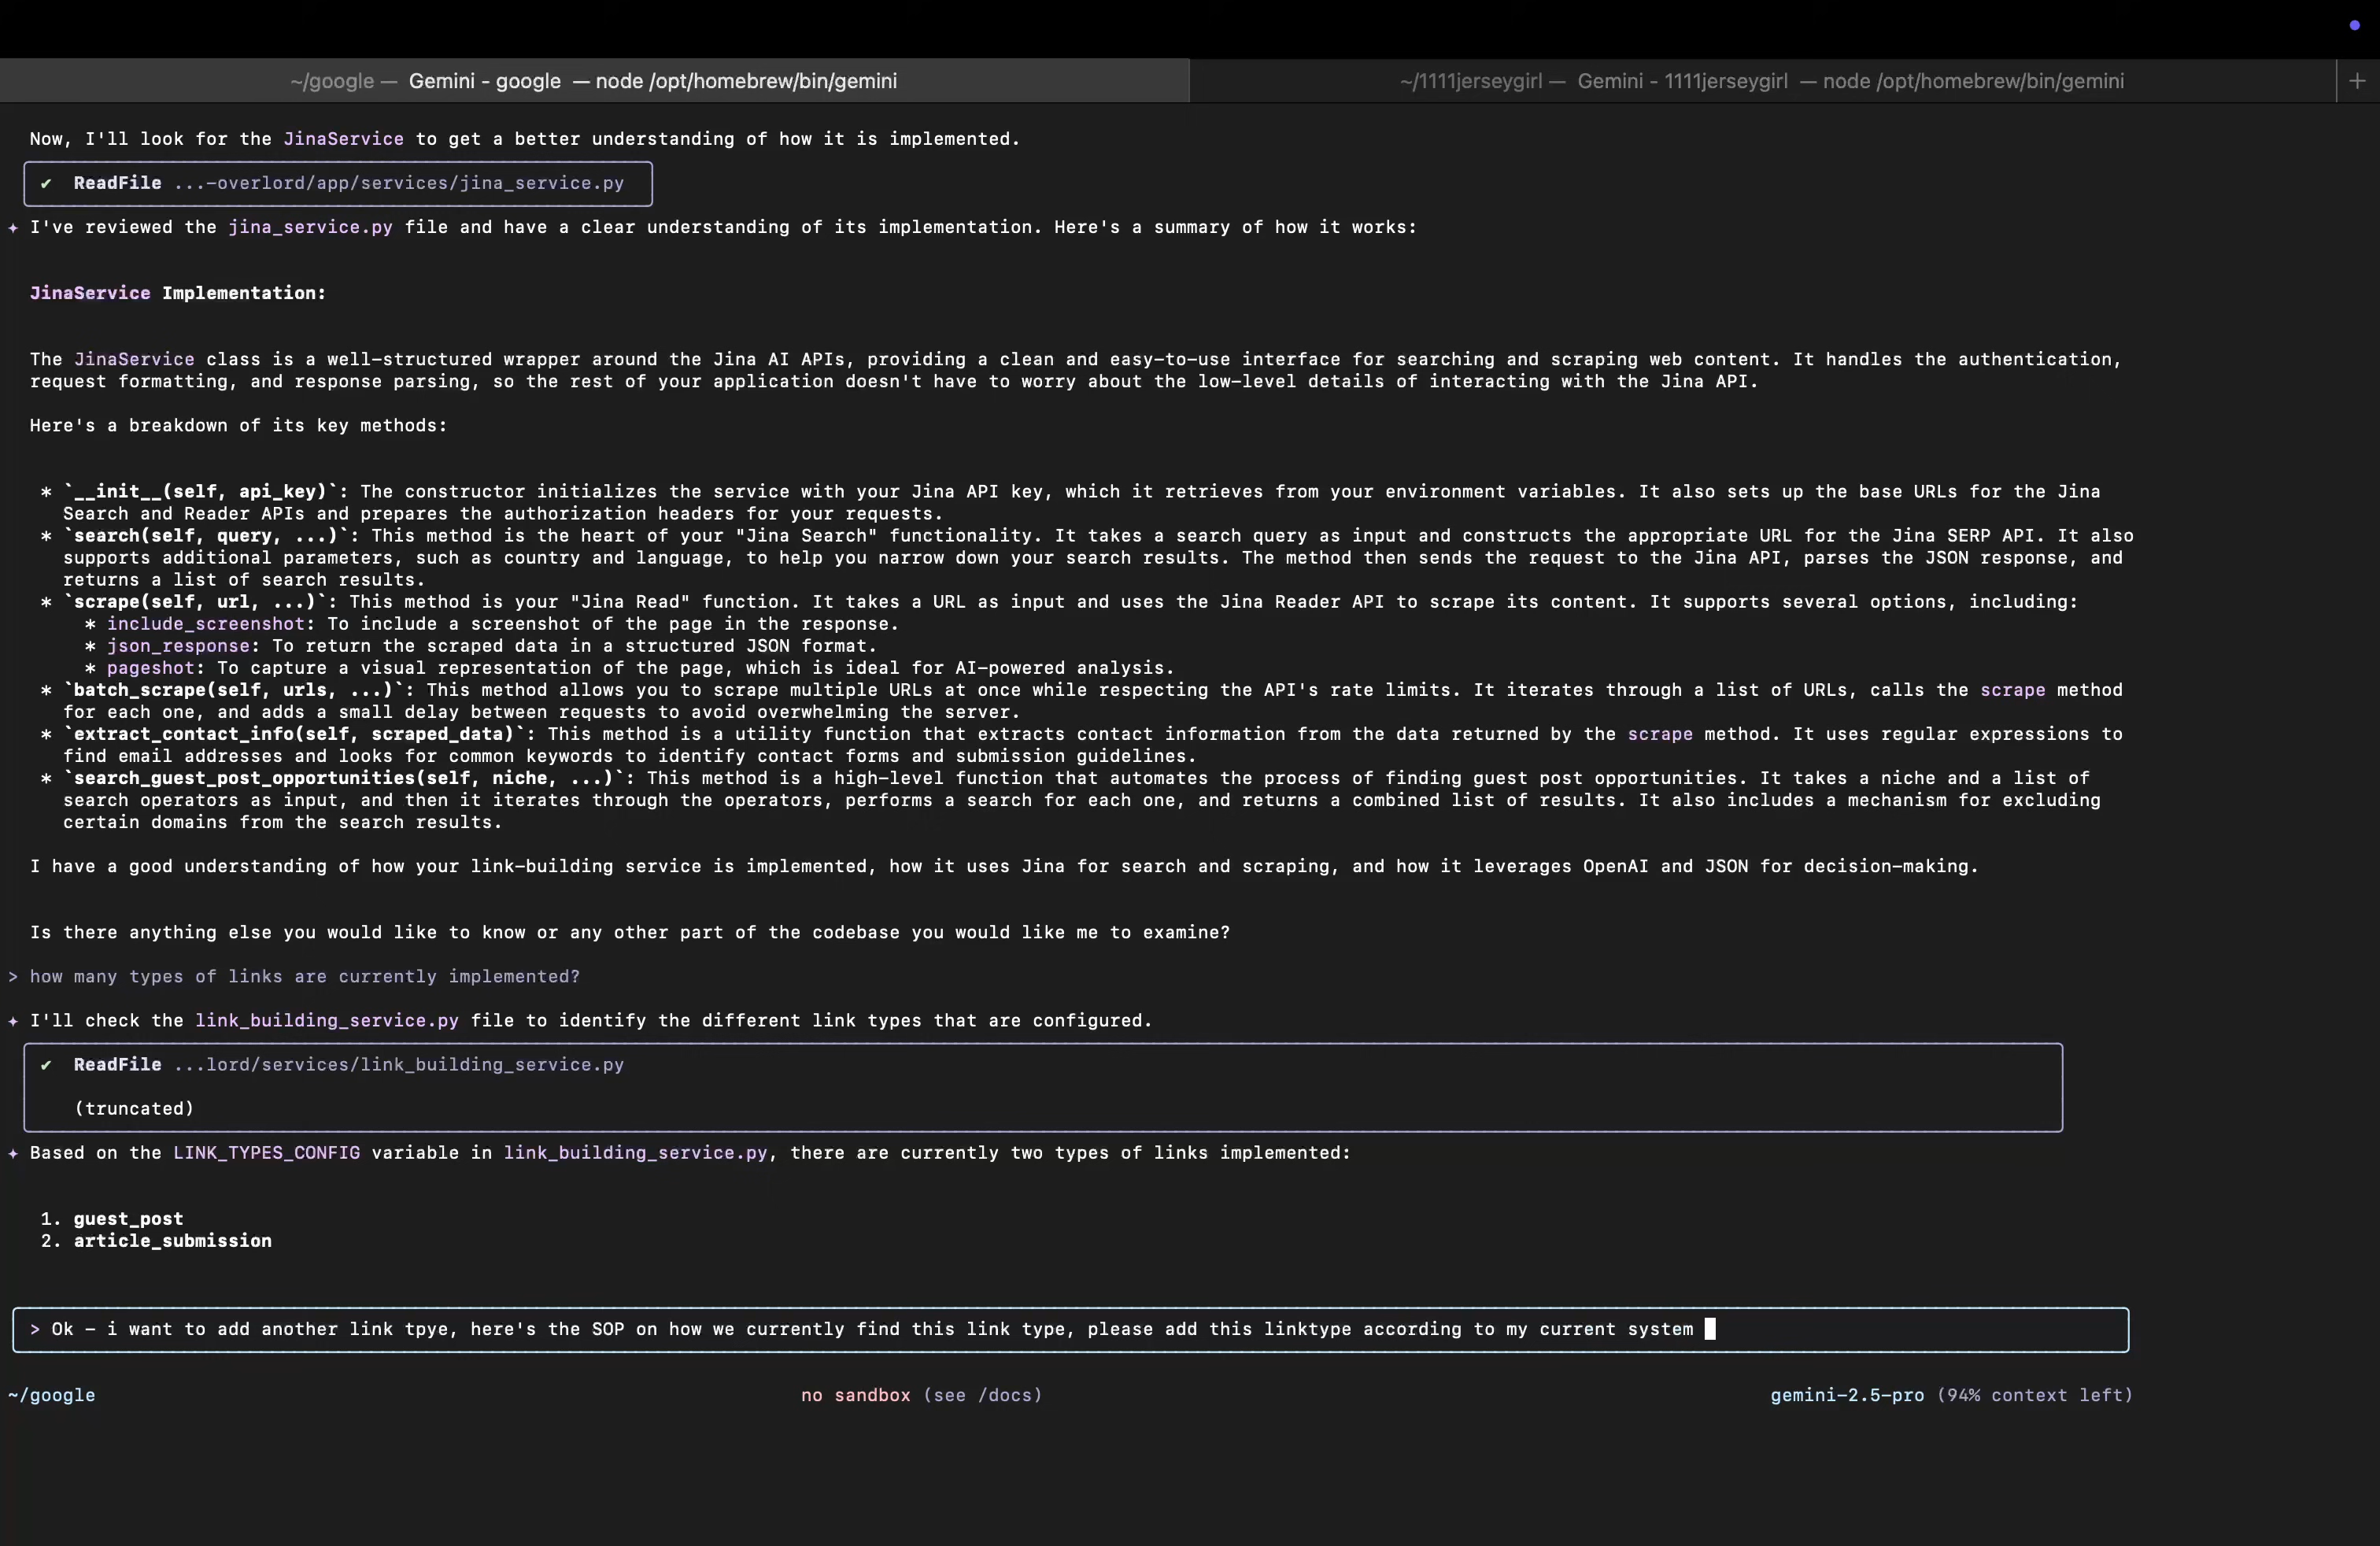 ~/google — Gemini - google — node /opt/homebrew/bin/gemini
~/1111jerseygirl — Gemini - 1111jerseygirl — node /opt/homebrew/bin/gemini
+
Now, I'll look for the JinaService to get a better understanding of how it is implemented.
✔ ReadFile ...-overlord/app/services/jina_service.py
✦ I've reviewed the jina_service.py file and have a clear understanding of its implementation. Here's a summary of how it works:
JinaService Implementation:
The JinaService class is a well-structured wrapper around the Jina AI APIs, providing a clean and easy-to-use interface for searching and scraping web content. It handles the authentication,
request formatting, and response parsing, so the rest of your application doesn't have to worry about the low-level details of interacting with the Jina API.
Here's a breakdown of its key methods:
* `__init__(self, api_key)`: The constructor initializes the service with your Jina API key, which it retrieves from your environment variables. It also sets up the base URLs for the Jina
Search and Reader APIs and prepares the authorization headers for your requests.
* `search(self, query, ...)`: This method is the heart of your "Jina Search" functionality. It takes a search query as input and constructs the appropriate URL for the Jina SERP API. It also
supports additional parameters, such as country and language, to help you narrow down your search results. The method then sends the request to the Jina API, parses the JSON response, and
returns a list of search results.
* `scrape(self, url, ...)`: This method is your "Jina Read" function. It takes a URL as input and uses the Jina Reader API to scrape its content. It supports several options, including:
* include_screenshot: To include a screenshot of the page in the response.
* json_response: To return the scraped data in a structured JSON format.
* pageshot: To capture a visual representation of the page, which is ideal for AI-powered analysis.
* `batch_scrape(self, urls, ...)`: This method allows you to scrape multiple URLs at once while respecting the API's rate limits. It iterates through a list of URLs, calls the scrape method
for each one, and adds a small delay between requests to avoid overwhelming the server.
* `extract_contact_info(self, scraped_data)`: This method is a utility function that extracts contact information from the data returned by the scrape method. It uses regular expressions to
find email addresses and looks for common keywords to identify contact forms and submission guidelines.
* `search_guest_post_opportunities(self, niche, ...)`: This method is a high-level function that automates the process of finding guest post opportunities. It takes a niche and a list of
search operators as input, and then it iterates through the operators, performs a search for each one, and returns a combined list of results. It also includes a mechanism for excluding
certain domains from the search results.
I have a good understanding of how your link-building service is implemented, how it uses Jina for search and scraping, and how it leverages OpenAI and JSON for decision-making.
Is there anything else you would like to know or any other part of the codebase you would like me to examine?
> how many types of links are currently implemented?
✦ I'll check the link_building_service.py file to identify the different link types that are configured.
✔ ReadFile ...lord/services/link_building_service.py
(truncated)
✦ Based on the LINK_TYPES_CONFIG variable in link_building_service.py, there are currently two types of links implemented:
1. guest_post
2. article_submission
> Ok - i want to add another link tpye, here's the SOP on how we currently find this link type, please add this linktype according to my current system
~/google no sandbox (see /docs) gemini-2.5-pro (94% context left)